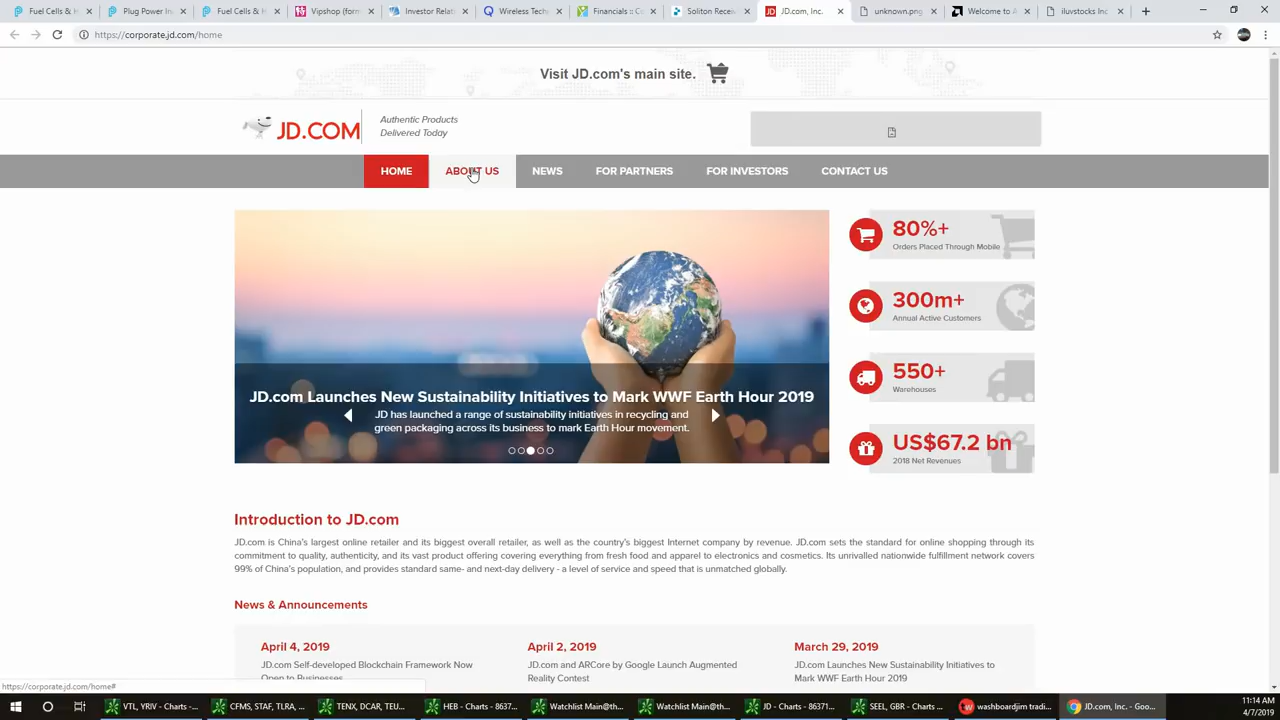 Fuel Cells & H
Plug Power In
Fuel Cells & H
Vipshop (form
Investor Relat
Wireless Tech
Financials ::
Soliton Recei
JD.com, Inc.
unknown.png
Welcome to A
iluvstocks Inc
https://corporate.jd.com/home
Visit JD.com's main site.
JD.COM
Authentic Products
Delivered Today
HOME
ABOUT US
NEWS
FOR PARTNERS
FOR INVESTORS
CONTACT US
JD.com Launches New Sustainability Initiatives to Mark WWF Earth Hour 2019
JD has launched a range of sustainability initiatives in recycling and
green packaging across its business to mark Earth Hour movement.
80%+
Orders Placed Through Mobile
300m+
Annual Active Customers
550+
Warehouses
US$67.2 bn
2018 Net Revenues
Introduction to JD.com
JD.com is China's largest online retailer and its biggest overall retailer, as well as the country's biggest Internet company by revenue. JD.com sets the standard for online shopping through its
commitment to quality, authenticity, and its vast product offering covering everything from fresh food and apparel to electronics and cosmetics. Its unrivalled nationwide fulfillment network covers
99% of China's population, and provides standard same- and next-day delivery - a level of service and speed that is unmatched globally.
News & Announcements
April 4, 2019
JD.com Self-developed Blockchain Framework Now
Open to Businesses
April 2, 2019
JD.com and ARCore by Google Launch Augmented
Reality Contest
March 29, 2019
JD.com Launches New Sustainability Initiatives to
Mark WWF Earth Hour 2019
https://corporate.jd.com/home#
VTL, YRIV - Charts -...
CFMS, STAF, TLRA, ...
TENX, DCAR, TEU...
HEB - Charts - 8637...
Watchlist Main@th...
Watchlist Main@th...
JD - Charts - 86371...
SEEL, GBR - Charts ...
washboardjim tradi...
JD.com, Inc. - Goo...
11:14 AM
4/7/2019